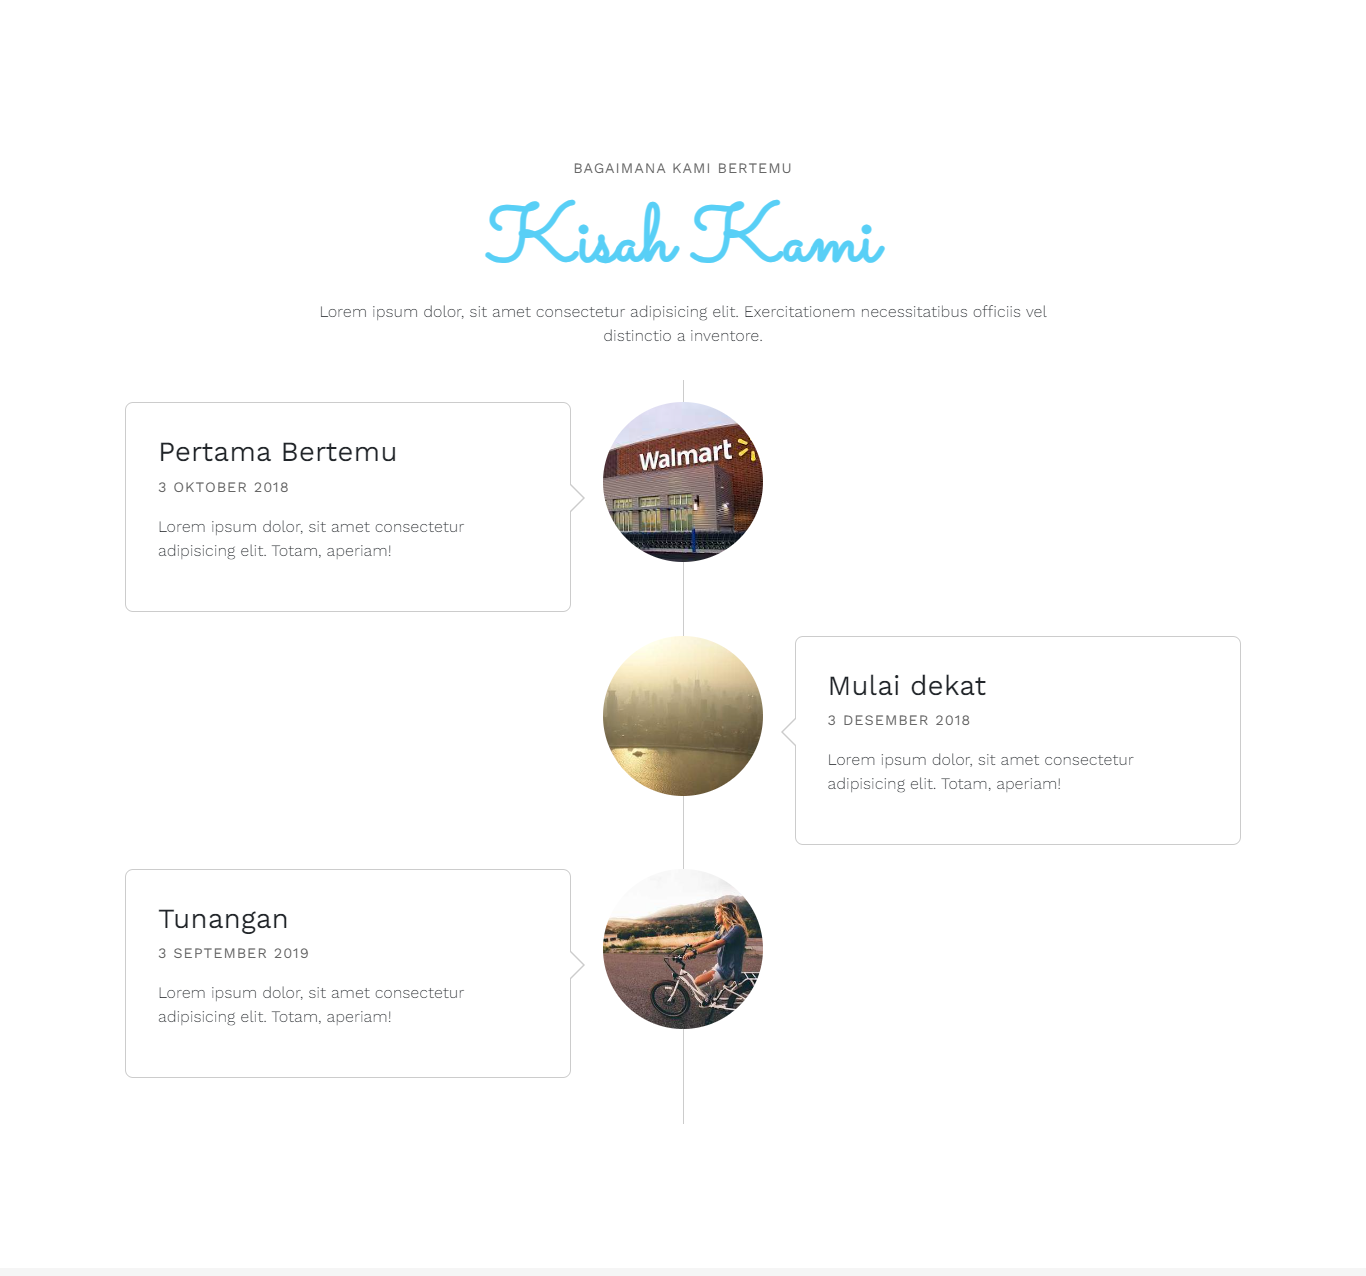 BAGAIMANA KAMI BERTEMU
Kisah Kami
Lorem ipsum dolor, sit amet consectetur adipisicing elit. Exercitationem necessitatibus officiis vel
distinctio a inventore.
Pertama Bertemu
3 OKTOBER 2018
Lorem ipsum dolor, sit amet consectetur
adipisicing elit. Totam, aperiam!
Walmart
Mulai dekat
3 DESEMBER 2018
Lorem ipsum dolor, sit amet consectetur
adipisicing elit. Totam, aperiam!
Tunangan
3 SEPTEMBER 2019
Lorem ipsum dolor, sit amet consectetur
adipisicing elit. Totam, aperiam!